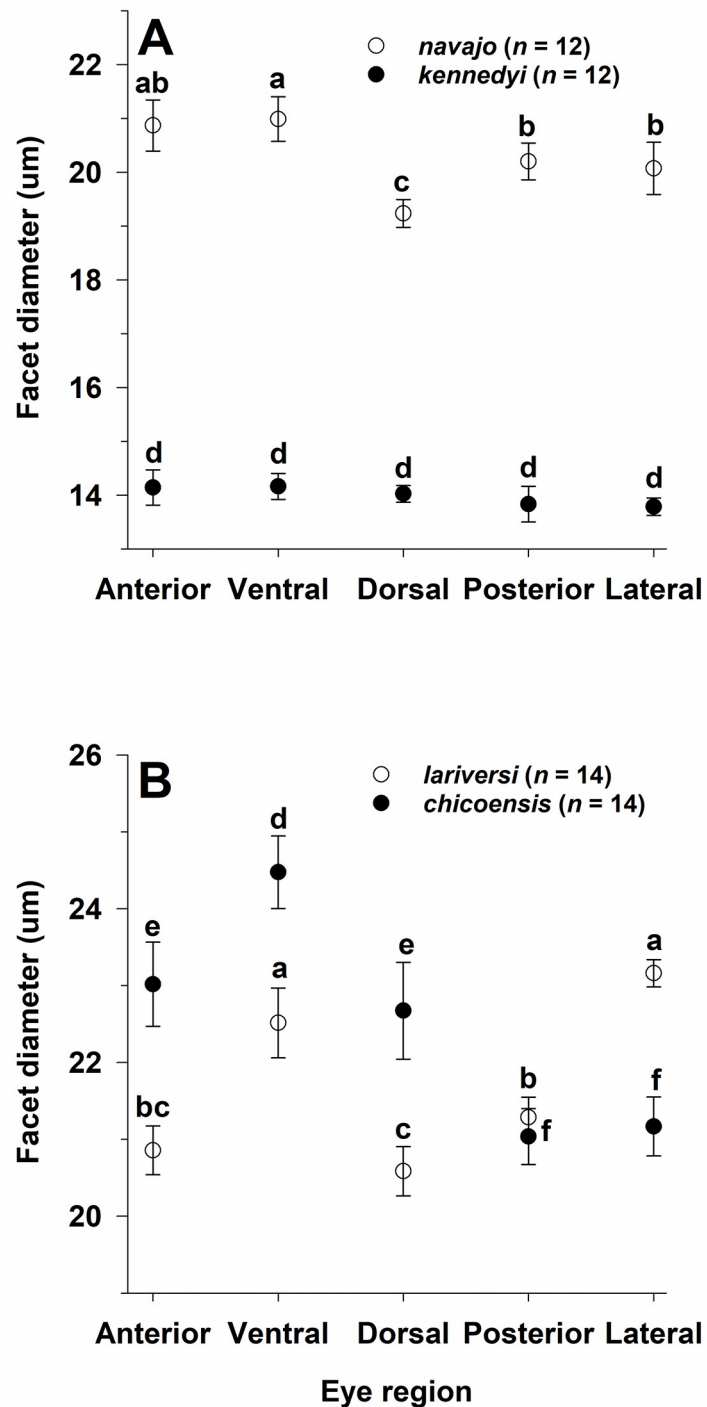 A
navajo (n = 12)
kennedyi (n = 12)
22
20
18
16
14
Facet diameter (um)
ab
a
c
b
b
d
d
d
d
d
Anterior Ventral Dorsal Posterior Lateral
B
lariversi (n = 14)
chicoensis (n = 14)
26
24
22
20
Facet diameter (um)
e
d
e
f
f
bc
a
c
b
a
Anterior Ventral Dorsal Posterior Lateral
Eye region